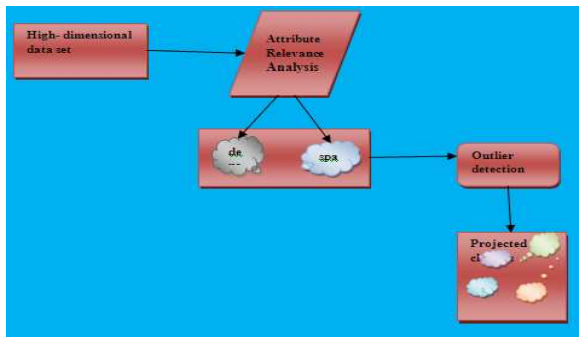 High- dimensional
data set
Attribute
Relevance
Analysis
de
spa
Outlier
detection
Projected